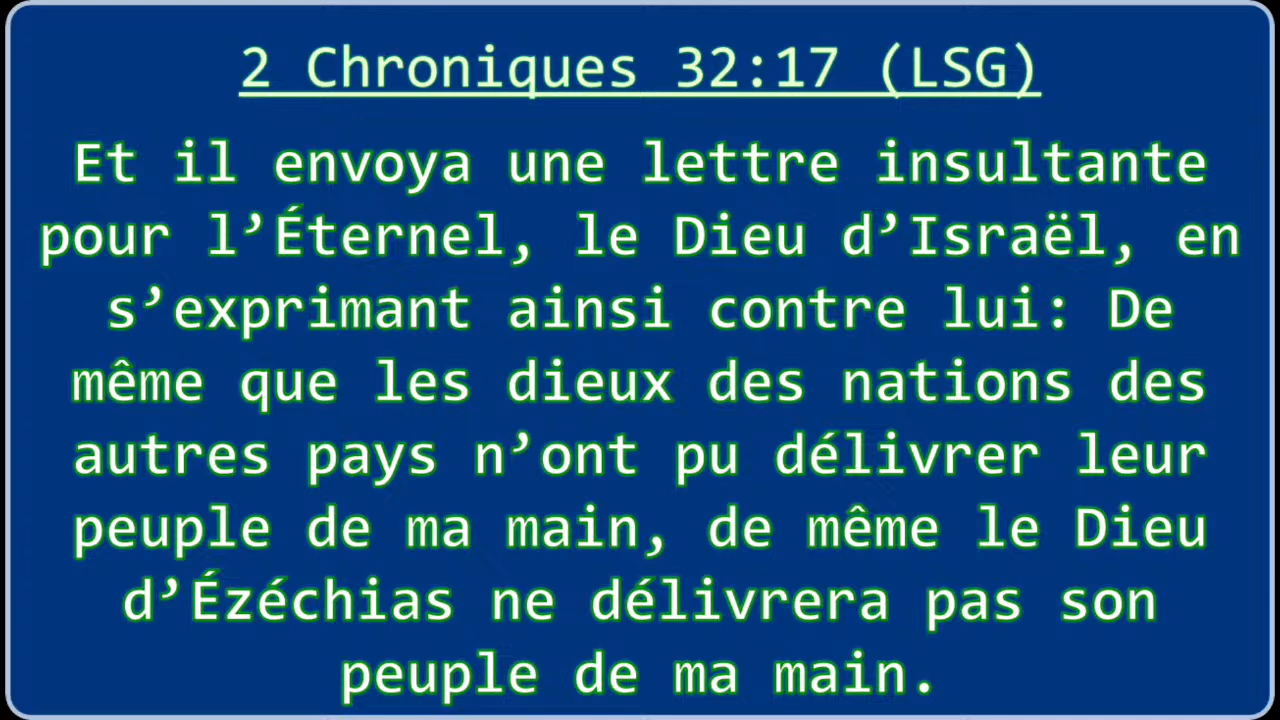 2 Chroniques 32:17 (LSG)
Et il envoya une lettre insultante
pour l’Éternel, le Dieu d’Israël, en
s’exprimant ainsi contre lui: De
même que les dieux des nations des
autres pays n’ont pu délivrer leur
peuple de ma main, de même le Dieu
d’Ézéchias ne délivrera pas son
peuple de ma main.